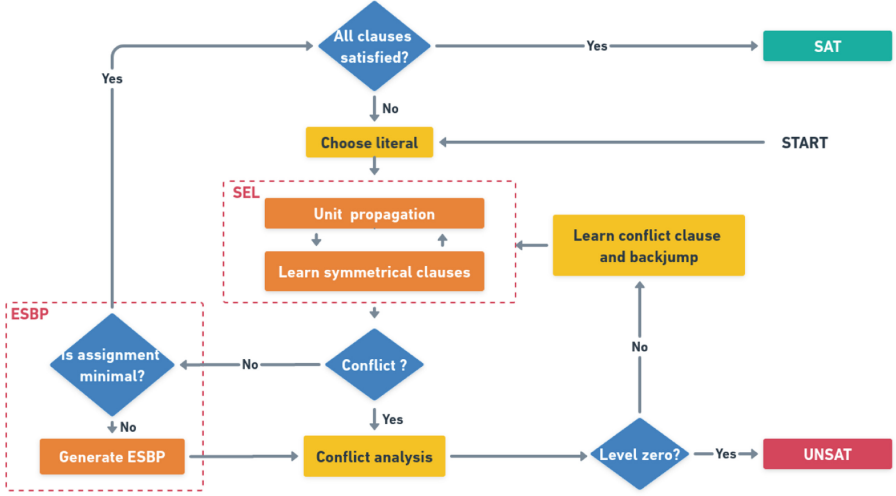 All clauses
satisfied?
Yes
SAT
Yes
No
Choose literal
START
SEL
Unit propagation
Learn symmetrical clauses
Learn conflict clause
and backjump
ESBP
Is assignment
minimal?
No
Conflict ?
No
No
Yes
Generate ESBP
Conflict analysis
Level zero?
Yes
UNSAT